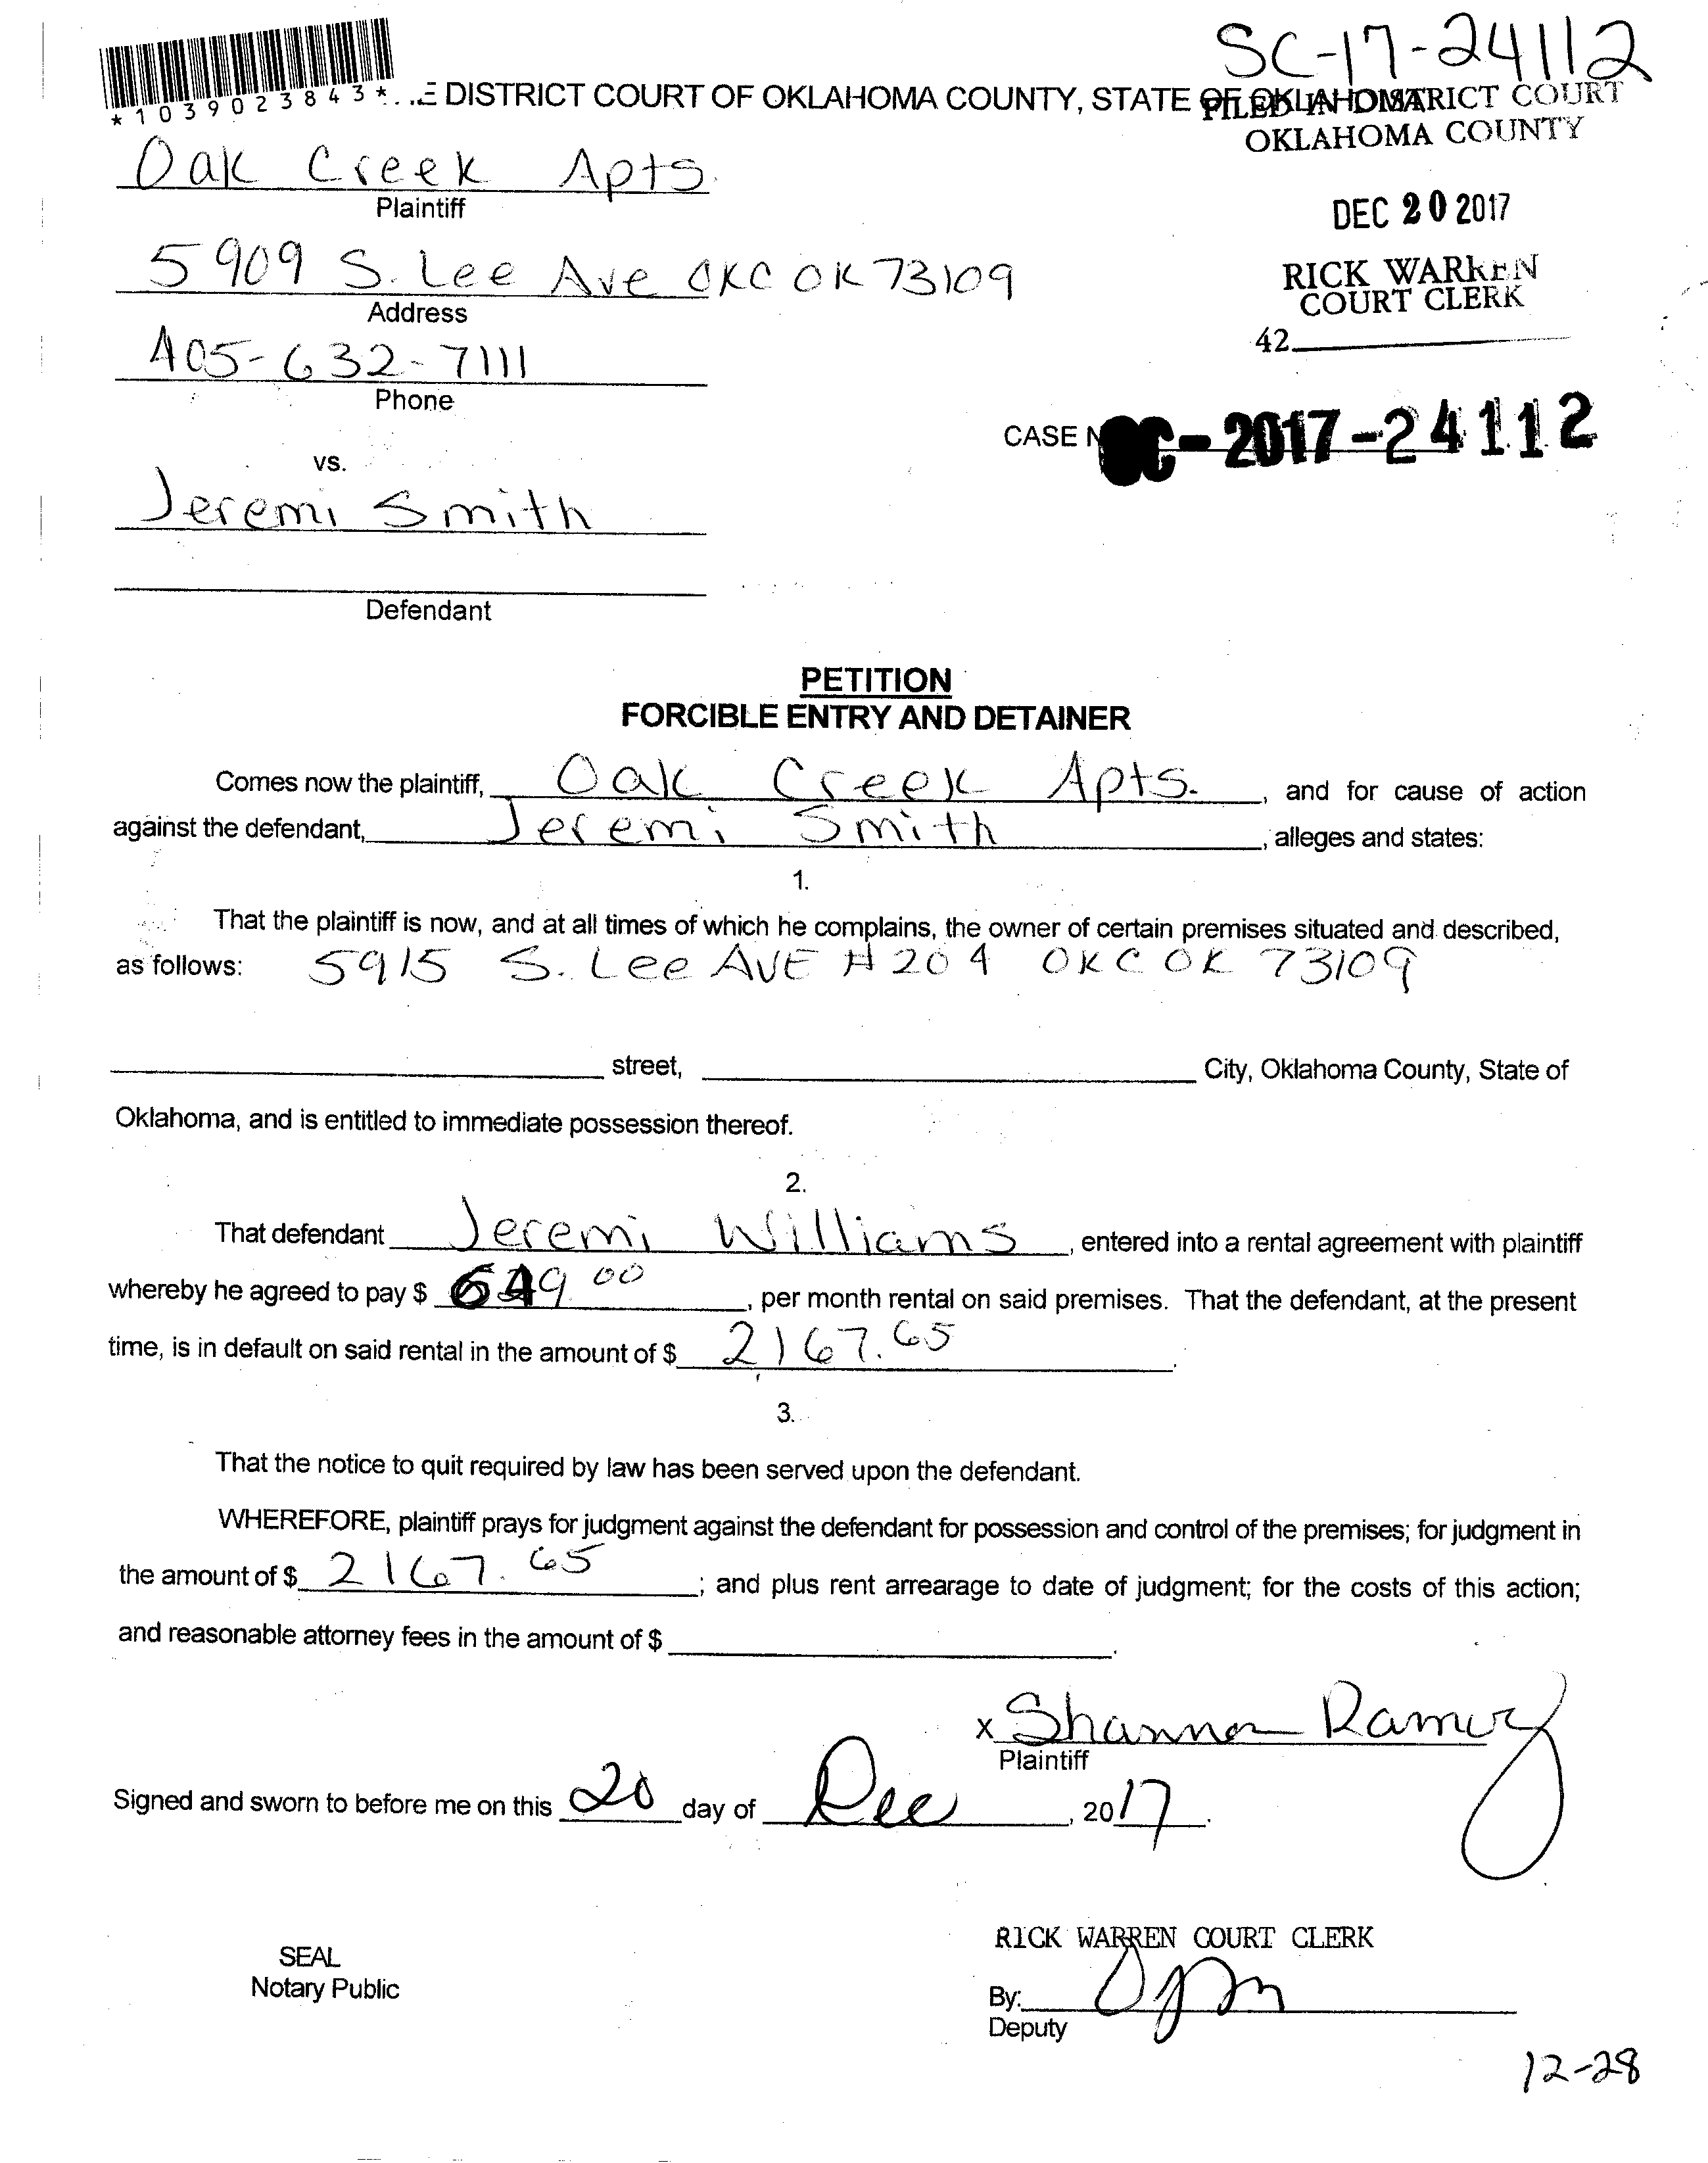 SC-17-24112
*1039023843*
E DISTRICT COURT OF OKLAHOMA COUNTY, STATE OF OKLAHOMA
FILED IN DISTRICT COURT
OKLAHOMA COUNTY
Oak Creek Apts.
Plaintiff
DEC 20 2017
5909 S. Lee Ave OKC OK 73109
Address
RICK WARREN
COURT CLERK
42
405-632-7111
Phone
CASE N
C-2017-24112
vs.
Jeremi Smith
Defendant
PETITION
FORCIBLE ENTRY AND DETAINER
Comes now the plaintiff, Oak Creek Apts. , and for cause of action
against the defendant, Jeremi Smith , alleges and states:
1.
That the plaintiff is now, and at all times of which he complains, the owner of certain premises situated and described,
as follows: 5915 S. Lee AVE #204 OKC OK 73109
street, City, Oklahoma County, State of
Oklahoma, and is entitled to immediate possession thereof.
2.
That defendant Jeremi Williams , entered into a rental agreement with plaintiff
whereby he agreed to pay $ 00 , per month rental on said premises. That the defendant, at the present
time, is in default on said rental in the amount of $ 2167.65 .
3.
That the notice to quit required by law has been served upon the defendant.
WHEREFORE, plaintiff prays for judgment against the defendant for possession and control of the premises; for judgment in
the amount of $ 2167.65 ; and plus rent arrearage to date of judgment; for the costs of this action;
and reasonable attorney fees in the amount of $ .
x Shannon Ramey
Plaintiff
Signed and sworn to before me on this 20 day of Dec , 2017.
RICK WARREN COURT CLERK
SEAL
Notary Public
By:
Deputy
12-28